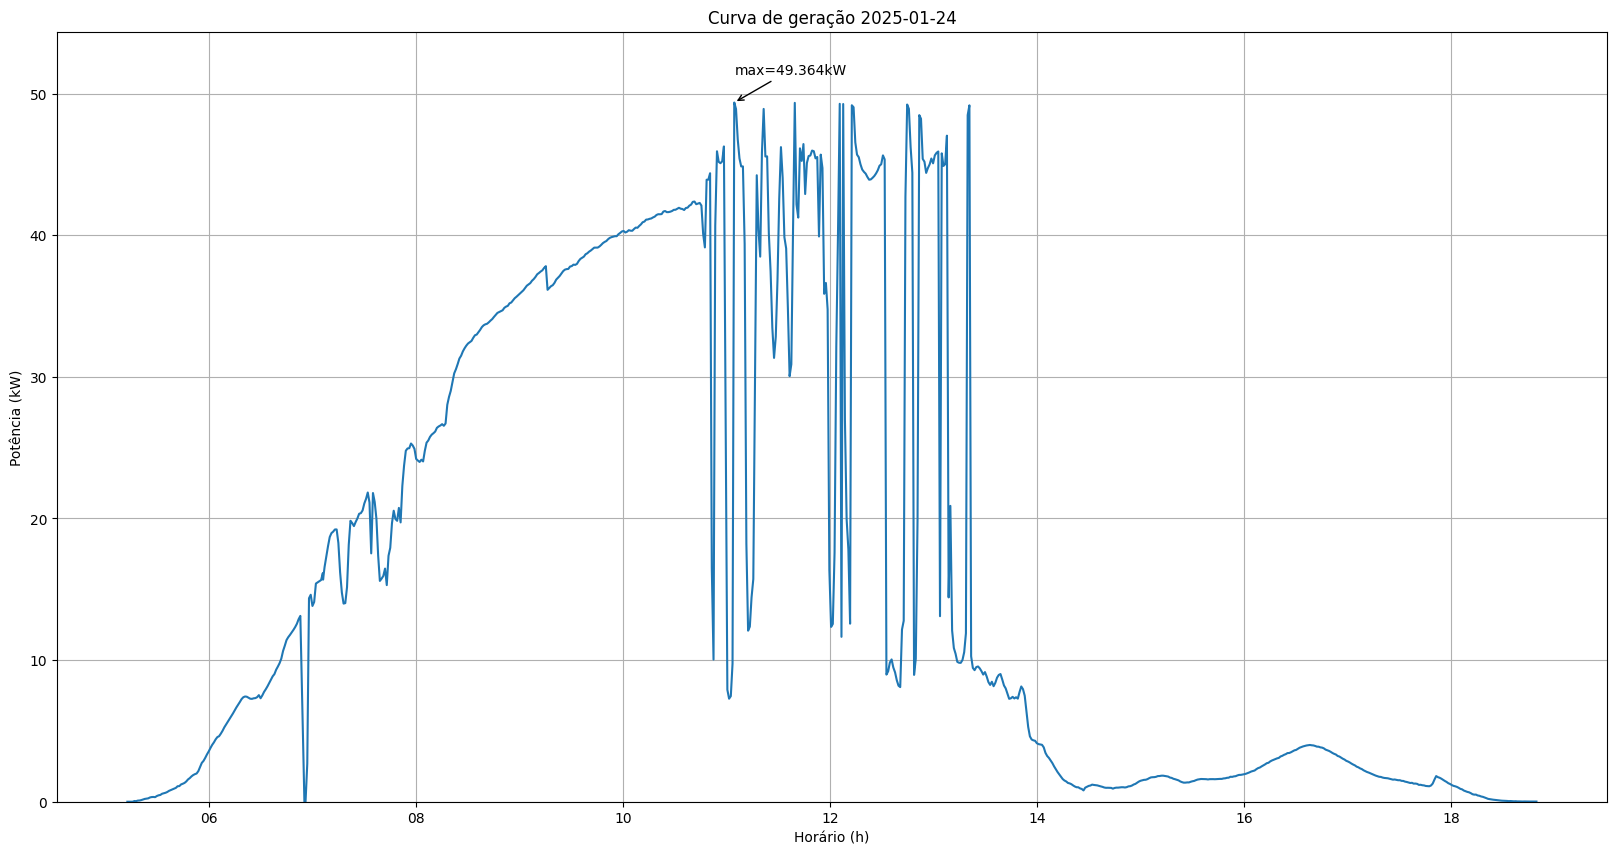 Curva de geração 2025-01-24
max=49.364kW
50
40
30
20
10
0
Potência (kW)
06 08 10 12 14 16 18
Horário (h)